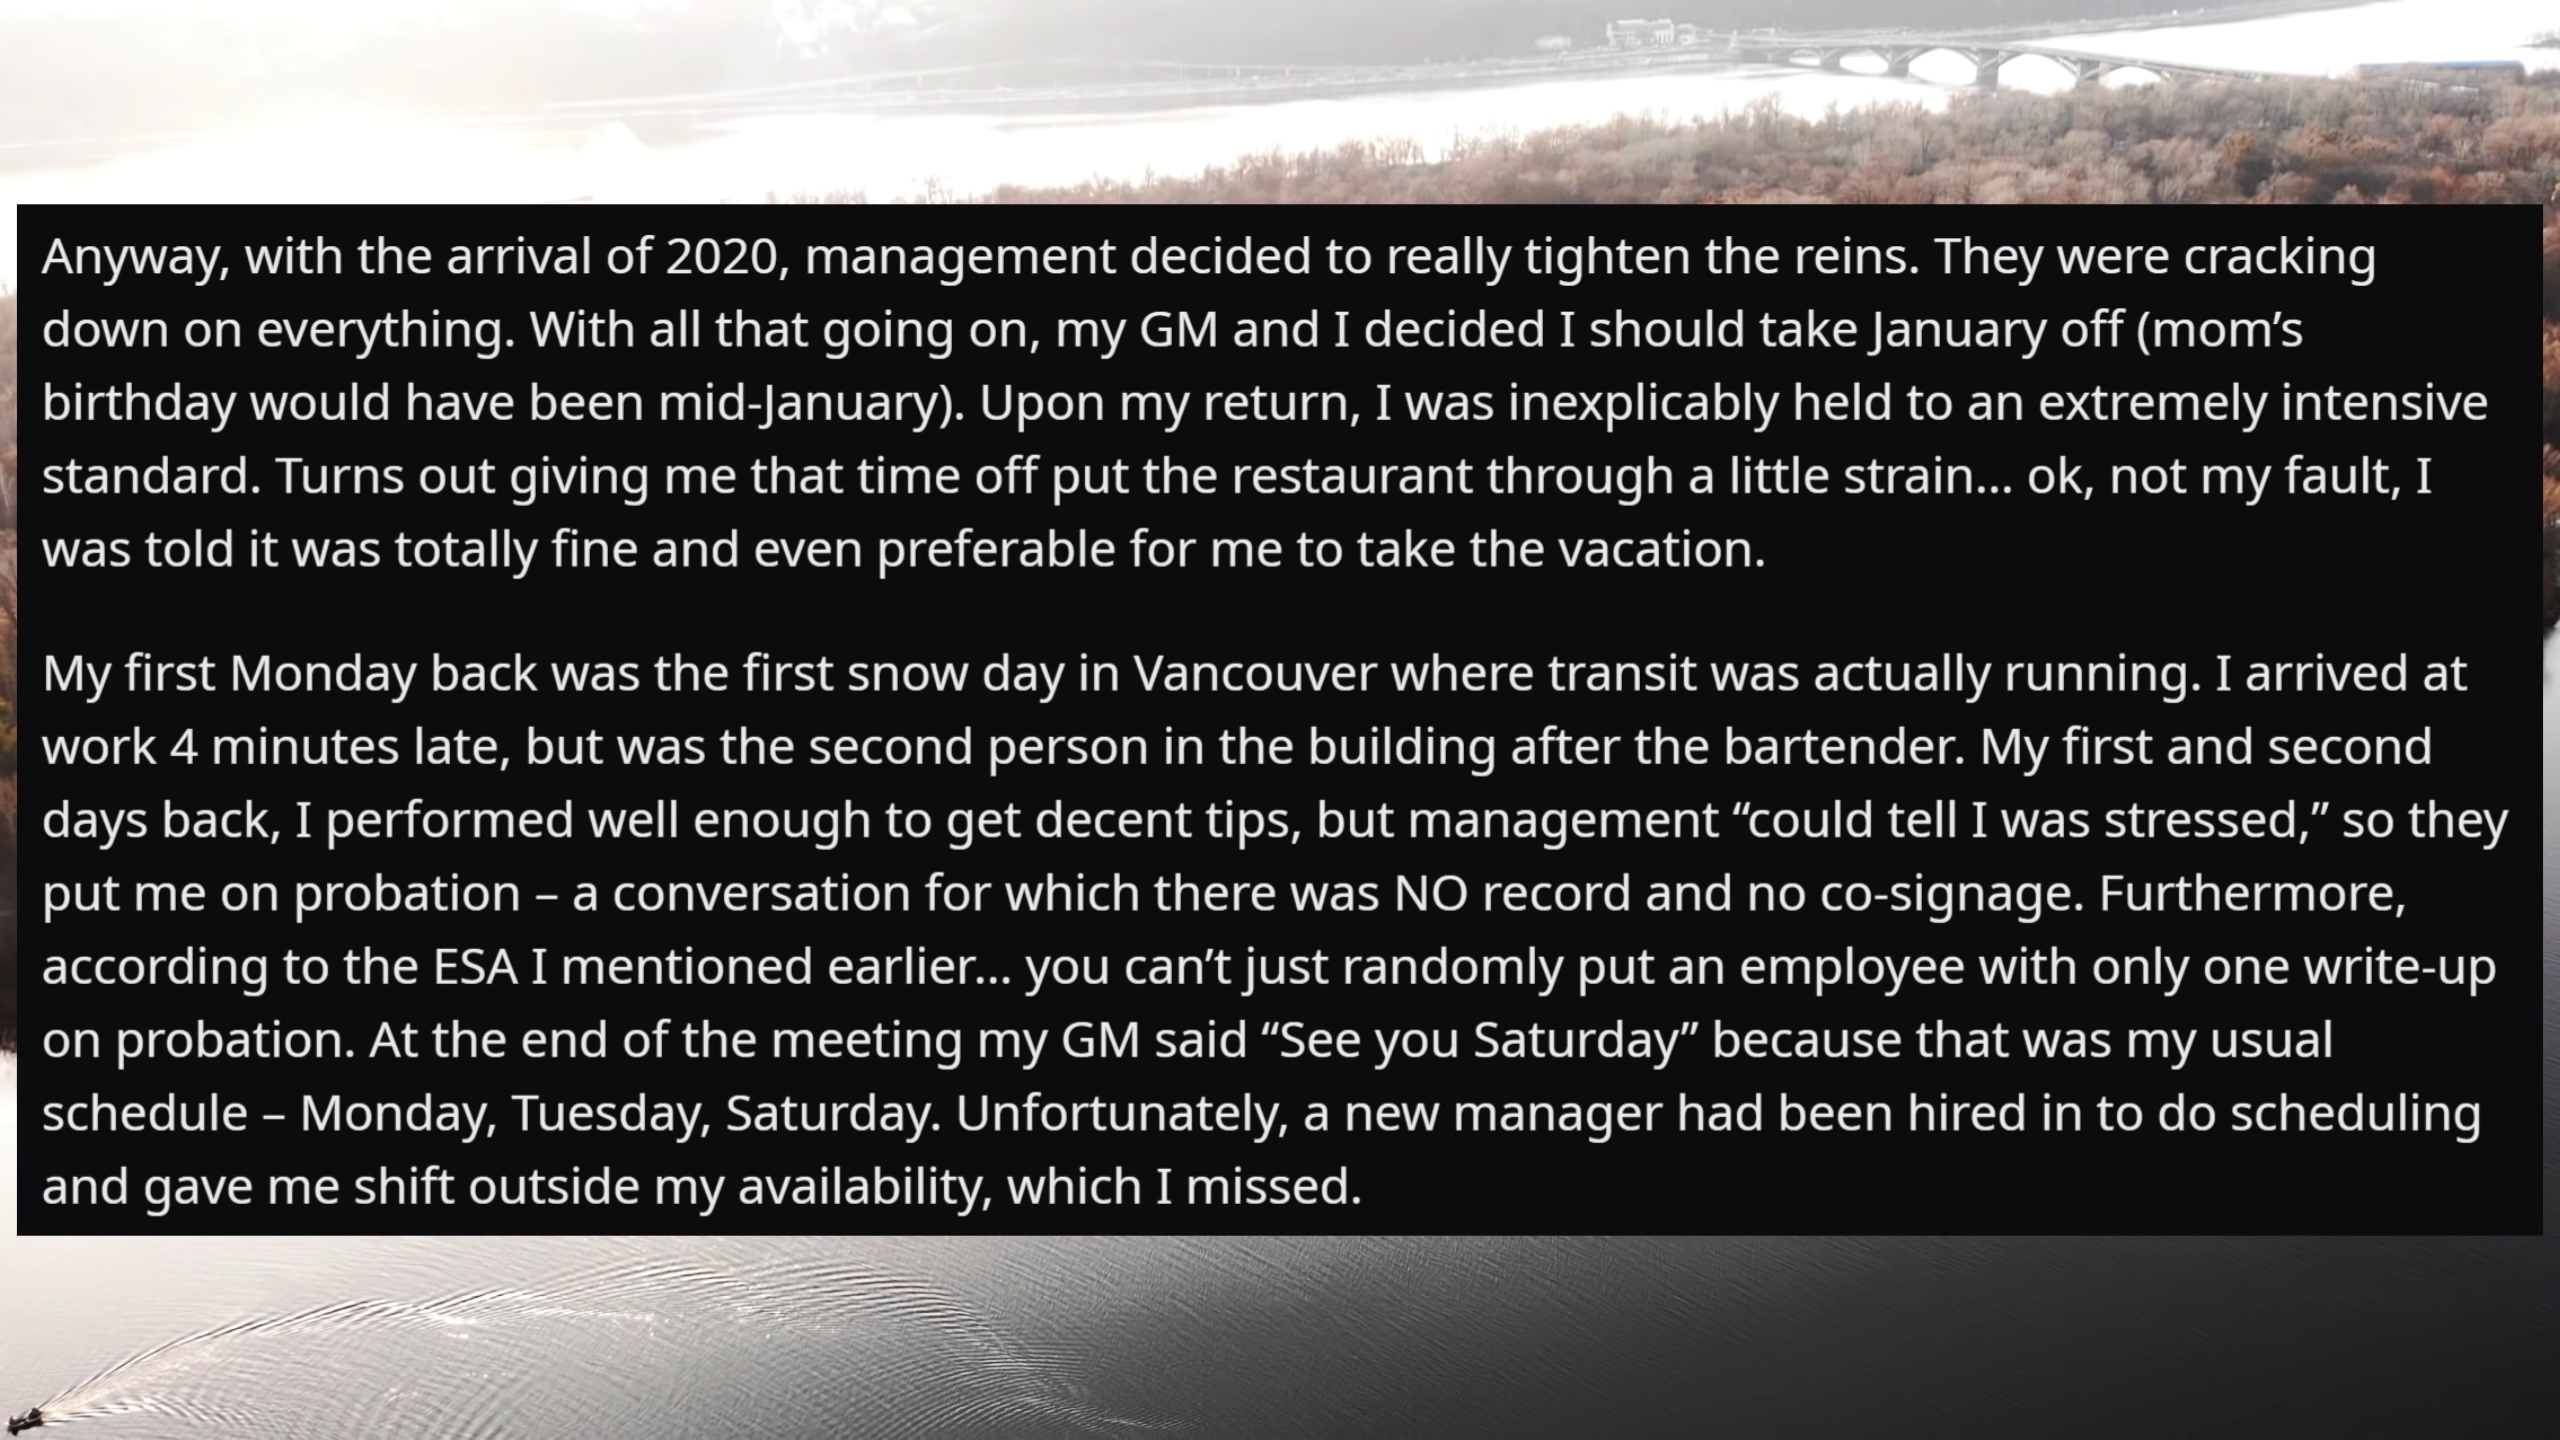 Anyway, with the arrival of 2020, management decided to really tighten the reins. They were cracking
down on everything. With all that going on, my GM and I decided I should take January off (mom’s
birthday would have been mid-January). Upon my return, I was inexplicably held to an extremely intensive
standard. Turns out giving me that time off put the restaurant through a little strain... ok, not my fault, I
was told it was totally fine and even preferable for me to take the vacation.
My first Monday back was the first snow day in Vancouver where transit was actually running. I arrived at
work 4 minutes late, but was the second person in the building after the bartender. My first and second
days back, I performed well enough to get decent tips, but management “could tell I was stressed,” so they
put me on probation – a conversation for which there was NO record and no co-signage. Furthermore,
according to the ESA I mentioned earlier... you can’t just randomly put an employee with only one write-up
on probation. At the end of the meeting my GM said “See you Saturday” because that was my usual
schedule – Monday, Tuesday, Saturday. Unfortunately, a new manager had been hired in to do scheduling
and gave me shift outside my availability, which I missed.